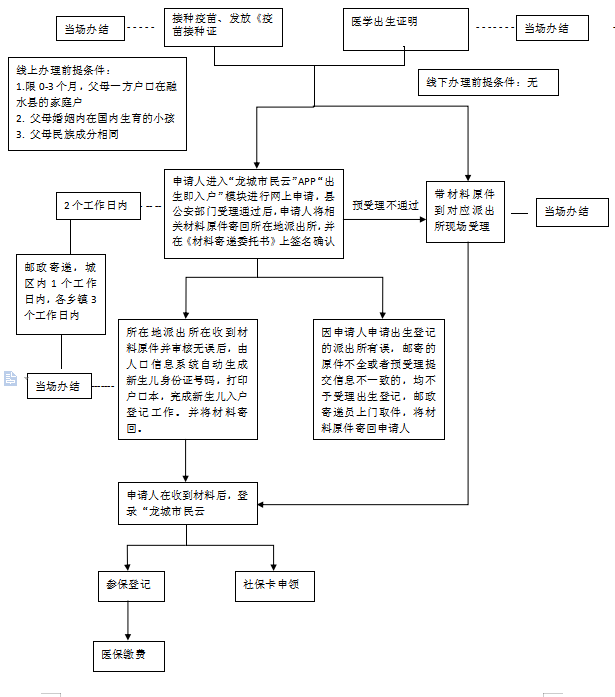 当场办结
接种疫苗、发放《疫
苗接种证
医学出生证明
当场办结
线上办理前提条件：
1.限 0-3 个月，父母一方户口在融
水县的家庭户
2. 父母婚姻内在国内生育的小孩
3. 父母民族成分相同
线下办理前提条件：无
2 个工作日内
申请人进入“龙城市民云”APP“出
生即入户”模块进行网上申请，县
公安部门受理通过后，申请人将相
关材料原件寄回所在地派出所，并
在《材料寄递委托书》上签名确认
预受理不通过
带材料原件
到对应派出
所现场受理
当场办结
邮政寄递，城
区内 1 个工作
日内，各乡镇 3
个工作日内
当场办结
所在地派出所在收到材
料原件并审核无误后，由
人口信息系统自动生成
新生儿身份证号码，打印
户口本，完成新生儿入户
登记工作。并将材料寄
回。
因申请人申请出生登记
的派出所有误，邮寄的
原件不全或者预受理提
交信息不一致的，均不
予受理出生登记，邮政
寄递员上门取件，将材
料原件寄回申请人
申请人在收到材料后，登
录“龙城市民云
参保登记
社保卡申领
医保缴费